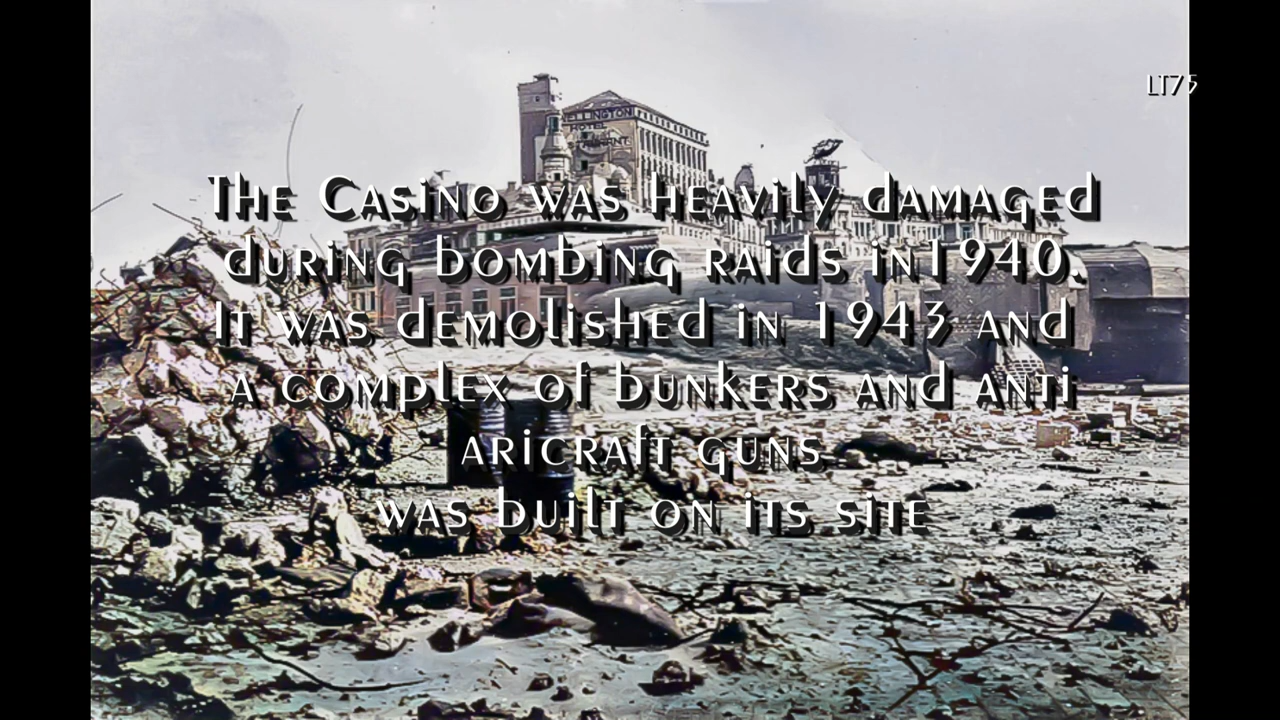 LT75
WELLINGTON
HOTEL
The Casino was heavily damaged
during bombing raids in1940.
It was demolished in 1943 and
a complex of bunkers and anti
aricraft guns
was built on its site